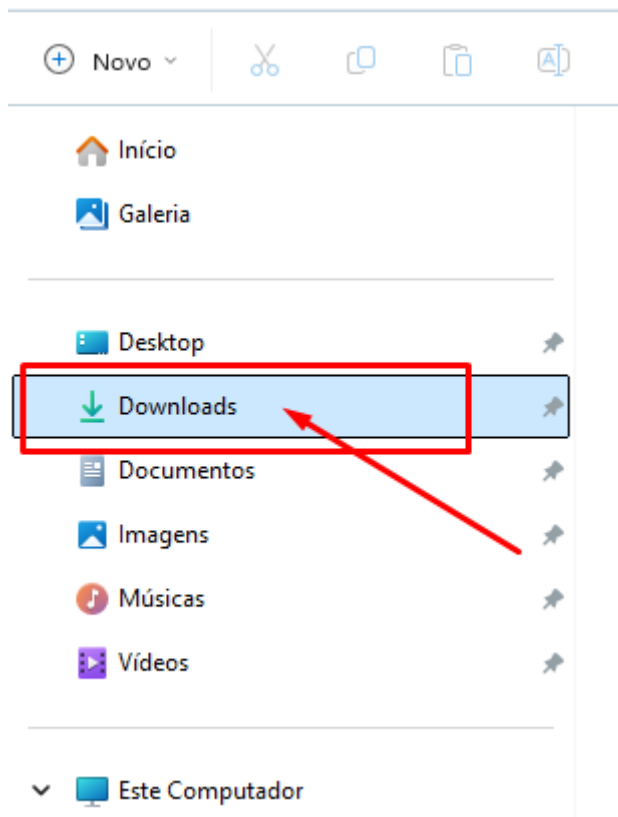 Novo
Início
Galeria
Desktop
Downloads
Documentos
Imagens
Músicas
Vídeos
Este Computador